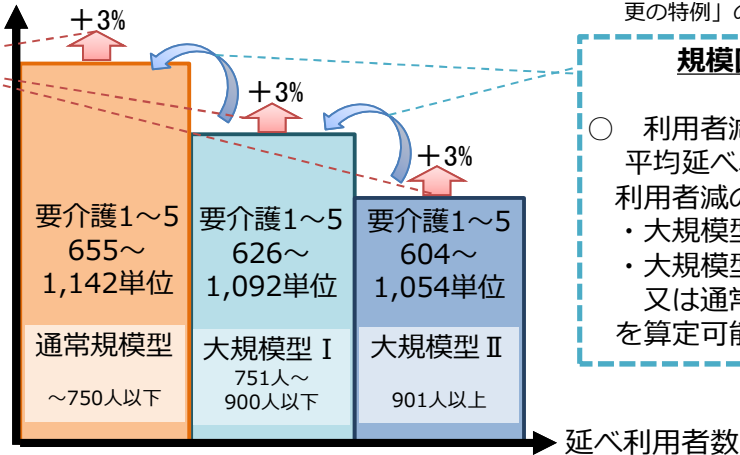 更の特例」の
＋3%
＋3%
＋3%
要介護1～5
655～
1,142単位
通常規模型
～750人以下
要介護1～5
626～
1,092単位
大規模型Ⅰ
751人～
900人以下
要介護1～5
604～
1,054単位
大規模型Ⅱ
901人以上
延べ利用者数
規模
○　利用者減
平均延べ
利用者減の
・大規模型
・大規模型
又は通常
を算定可能